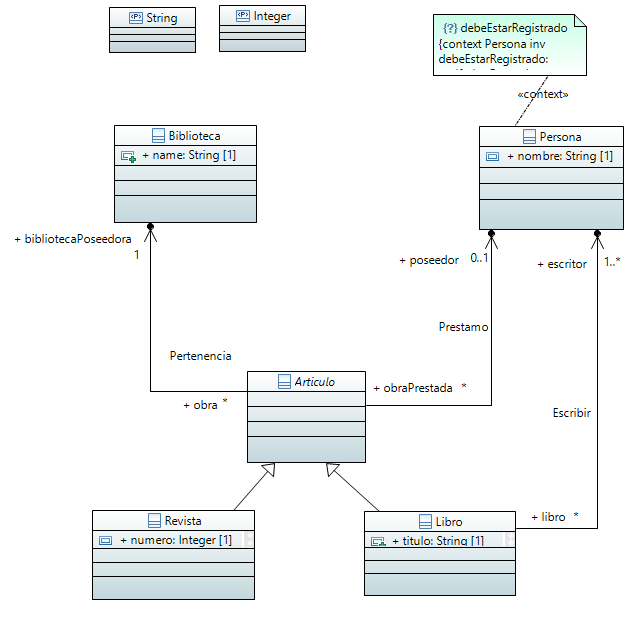 String
Integer
debeEstarRegistrado
{context Persona inv
debeEstarRegistrado:
«context»
Biblioteca
+ name: String [1]
Persona
+ nombre: String [1]
+ bibliotecaPoseedora
1
+ poseedor
0..1
+ escritor
1..*
Prestamo
Pertenencia
Articulo
+ obraPrestada *
+ obra *
Escribir
Revista
+ numero: Integer [1]
Libro
+ titulo: String [1]
+ libro *